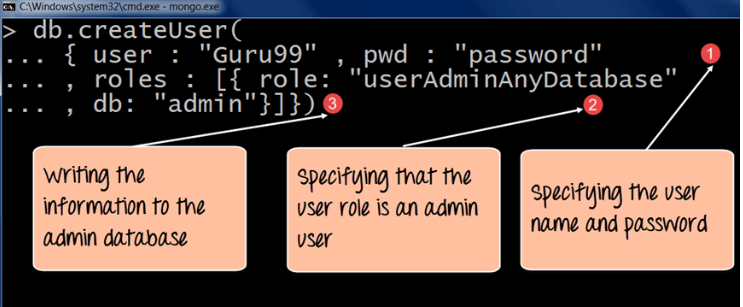 C:\Windows\system32\cmd.exe - mongo.exe
> db.createUser(
... { user : "Guru99" , pwd : "password"
... , roles : [{ role: "userAdminAnyDatabase"
... , db: "admin"}]})
1
2
3
Writing the
information to the
admin database
Specifying that the
user role is an admin
user
Specifying the user
name and password